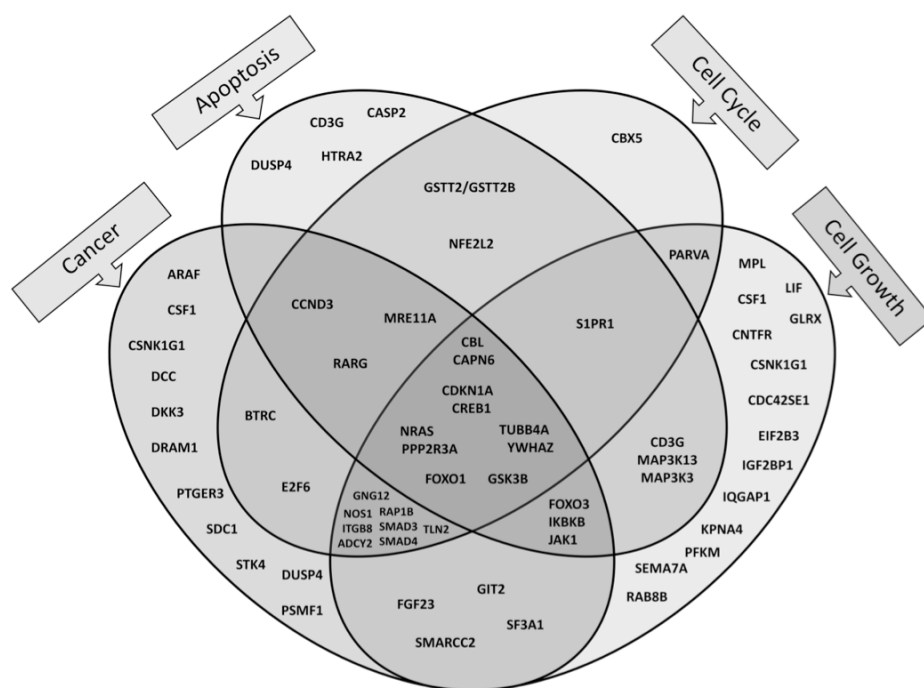 Apoptosis
Cell Cycle
Cancer
Cell Growth
CASP2
CD3G
HTRA2
DUSP4
CBX5
GSTT2/GSTT2B
NFE2L2
PARVA
ARAF
CSF1
CSNK1G1
DCC
DKK3
DRAM1
PTGER3
SDC1
STK4
DUSP4
PSMF1
CCND3
MRE11A
RARG
BTRC
E2F6
CBL
CAPN6
CDKN1A
CREB1
NRAS
PPP2R3A
TUBB4A
YWHAZ
FOXO1
GSK3B
GNG12
NOS1 RAP1B
ITGB8 SMAD3 TLN2
ADCY2 SMAD4
FOXO3
IKBKB
JAK1
S1PR1
CD3G
MAP3K13
MAP3K3
MPL
LIF
CSF1
GLRX
CNTFR
CSNK1G1
CDC42SE1
EIF2B3
IGF2BP1
IQGAP1
KPNA4
PFKM
SEMA7A
RAB8B
GIT2
FGF23
SF3A1
SMARCC2